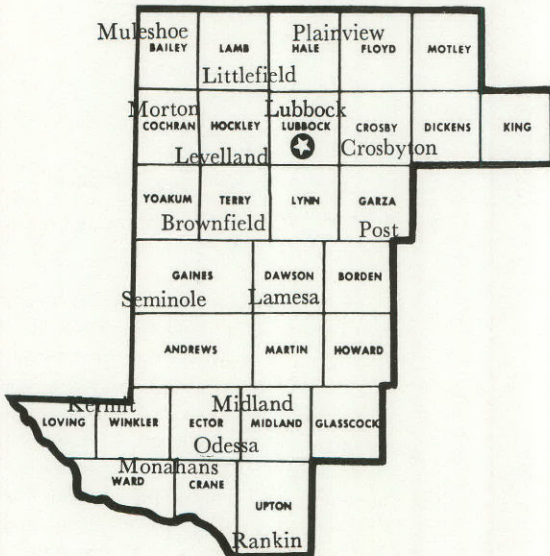 Muleshoe Plainview
BAILEY LAMB HALE FLOYD MOTLEY
Littlefield
Morton Lubbock
COCHRAN HOCKLEY LUBBOCK CROSBY DICKENS KING
Levelland Crosbyton
YOAKUM TERRY LYNN GARZA
Brownfield Post
GAINES DAWSON BORDEN
Seminole Lamesa
ANDREWS MARTIN HOWARD
Kermit Midland
LOVING WINKLER ECTOR MIDLAND GLASSCOCK
Odessa
Monahans
WARD CRANE
UPTON
Rankin